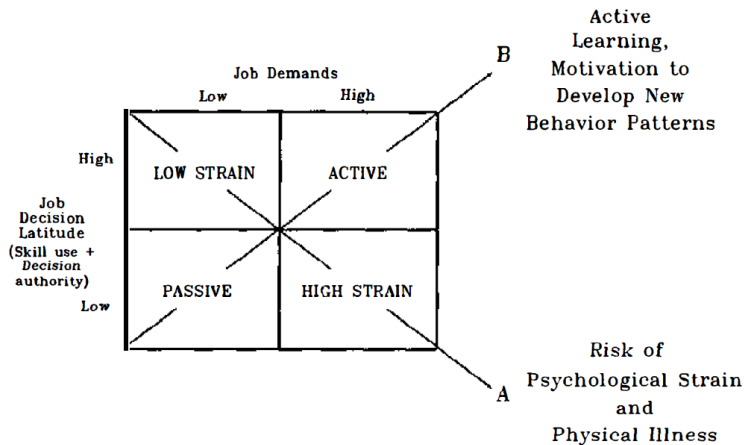 Active
Learning,
Motivation to
Develop New
Behavior Patterns
B
Job Demands
Low High
High
LOW STRAIN ACTIVE
Job
Decision
Latitude
(Skill use +
Decision
authority)
PASSIVE HIGH STRAIN
Low
A
Risk of
Psychological Strain
and
Physical Illness